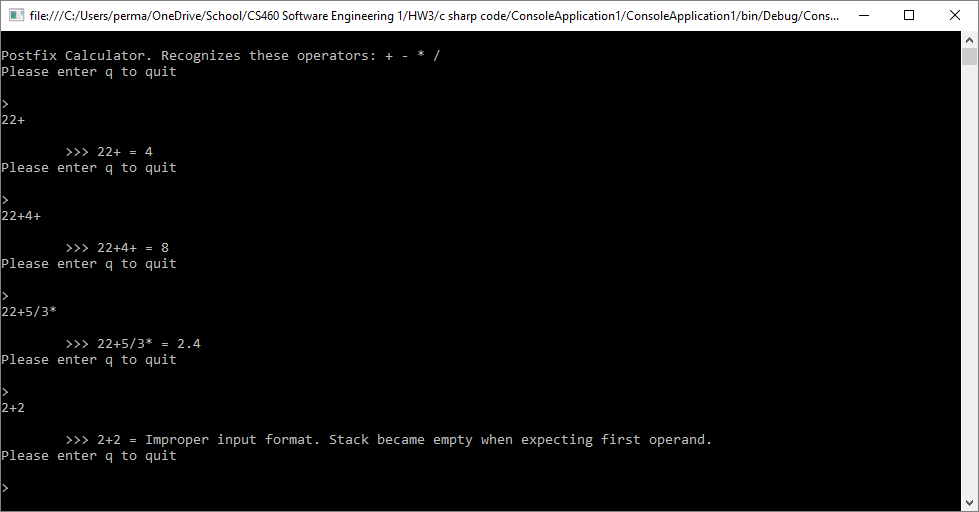 file:///C:/Users/perma/OneDrive/School/CS460 Software Engineering 1/HW3/c sharp code/ConsoleApplication1/ConsoleApplication1/bin/Debug/Cons...
Postfix Calculator. Recognizes these operators: + - * /
Please enter q to quit
>
22+
>>> 22+ = 4
Please enter q to quit
>
22+4+
>>> 22+4+ = 8
Please enter q to quit
>
22+5/3*
>>> 22+5/3* = 2.4
Please enter q to quit
>
2+2
>>> 2+2 = Improper input format. Stack became empty when expecting first operand.
Please enter q to quit
>